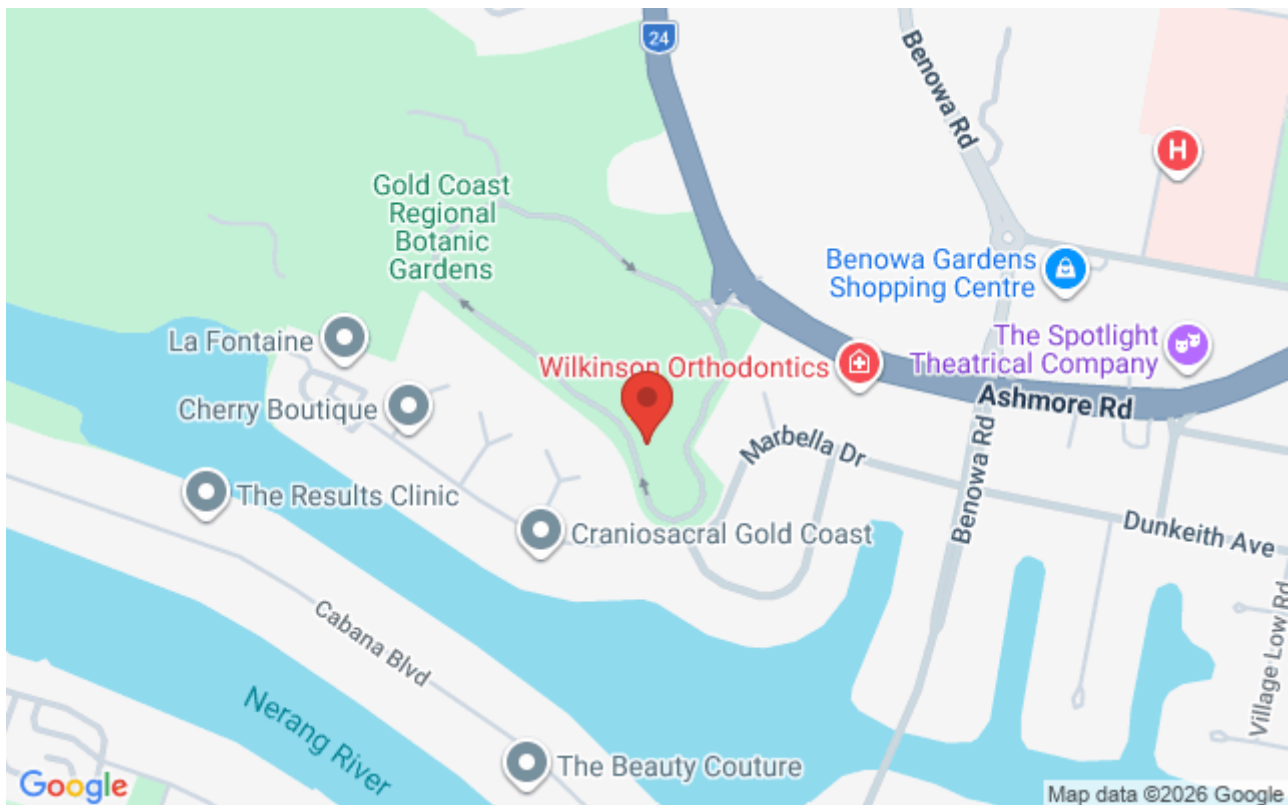 24
Benowa Rd
H
Gold Coast
Regional
Botanic
Gardens
Benowa Gardens
Shopping Centre
La Fontaine
The Spotlight
Theatrical Company
Wilkinson Orthodontics
Cherry Boutique
Ashmore Rd
Marbella Dr
The Results Clinic
Benowa Rd
Craniosacral Gold Coast
Dunkeith Ave
Cabana Blvd
Village Low Rd
Nerang River
The Beauty Couture
Google
Map data ©2026 Google